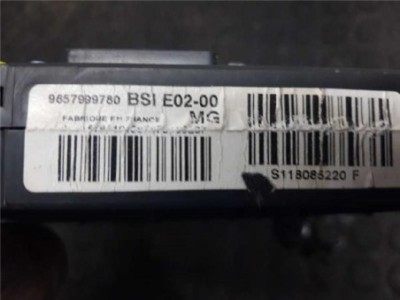 9657999780 BSI E02-00
FABRIQUE EN FRANCE MG
S118085220 F